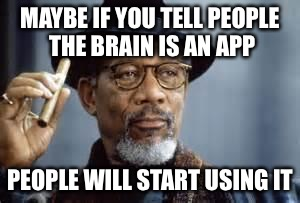 MAYBE IF YOU TELL PEOPLE
THE BRAIN IS AN APP
PEOPLE WILL START USING IT